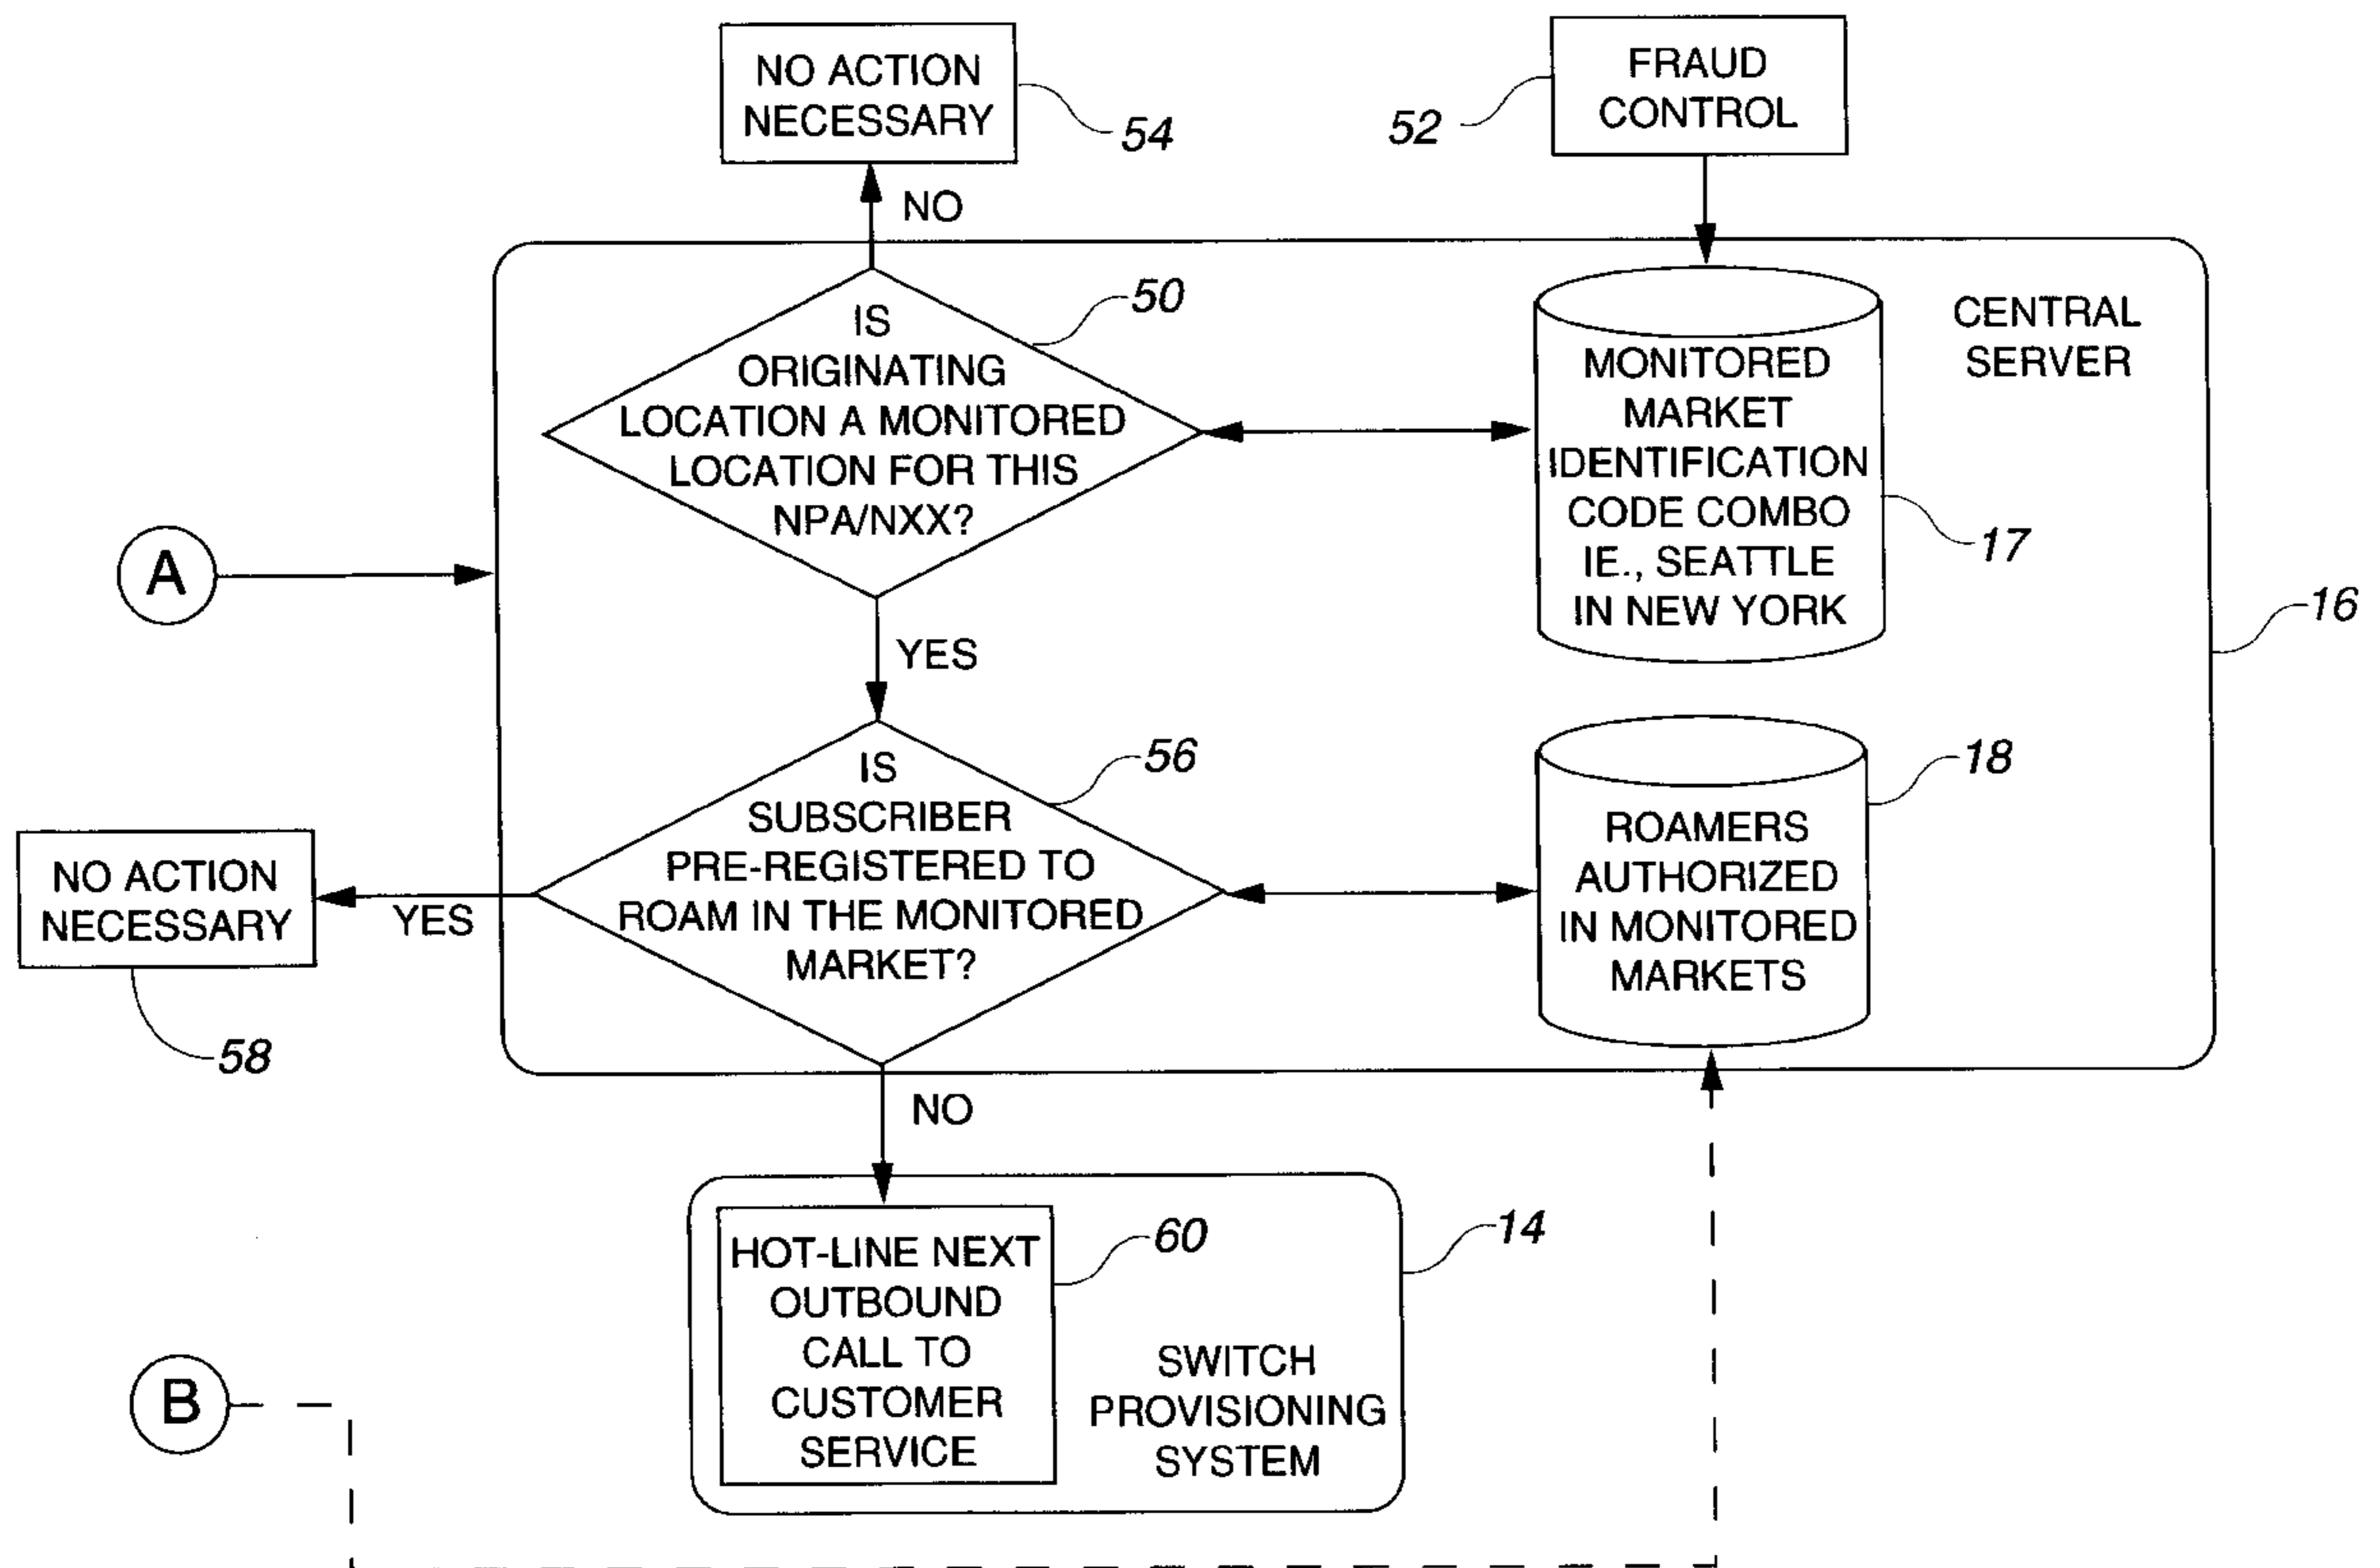 NO ACTION
NECESSARY
54
FRAUD
CONTROL
52
NO
IS
ORIGINATING
LOCATION A MONITORED
LOCATION FOR THIS
NPA/NXX?
50
MONITORED
MARKET
IDENTIFICATION
CODE COMBO
IE., SEATTLE
IN NEW YORK
17
CENTRAL
SERVER
16
A
YES
IS
SUBSCRIBER
PRE-REGISTERED TO
ROAM IN THE MONITORED
MARKET?
56
ROAMERS
AUTHORIZED
IN MONITORED
MARKETS
18
NO ACTION
NECESSARY
YES
58
NO
HOT-LINE NEXT
OUTBOUND
CALL TO
CUSTOMER
SERVICE
60
SWITCH
PROVISIONING
SYSTEM
14
B